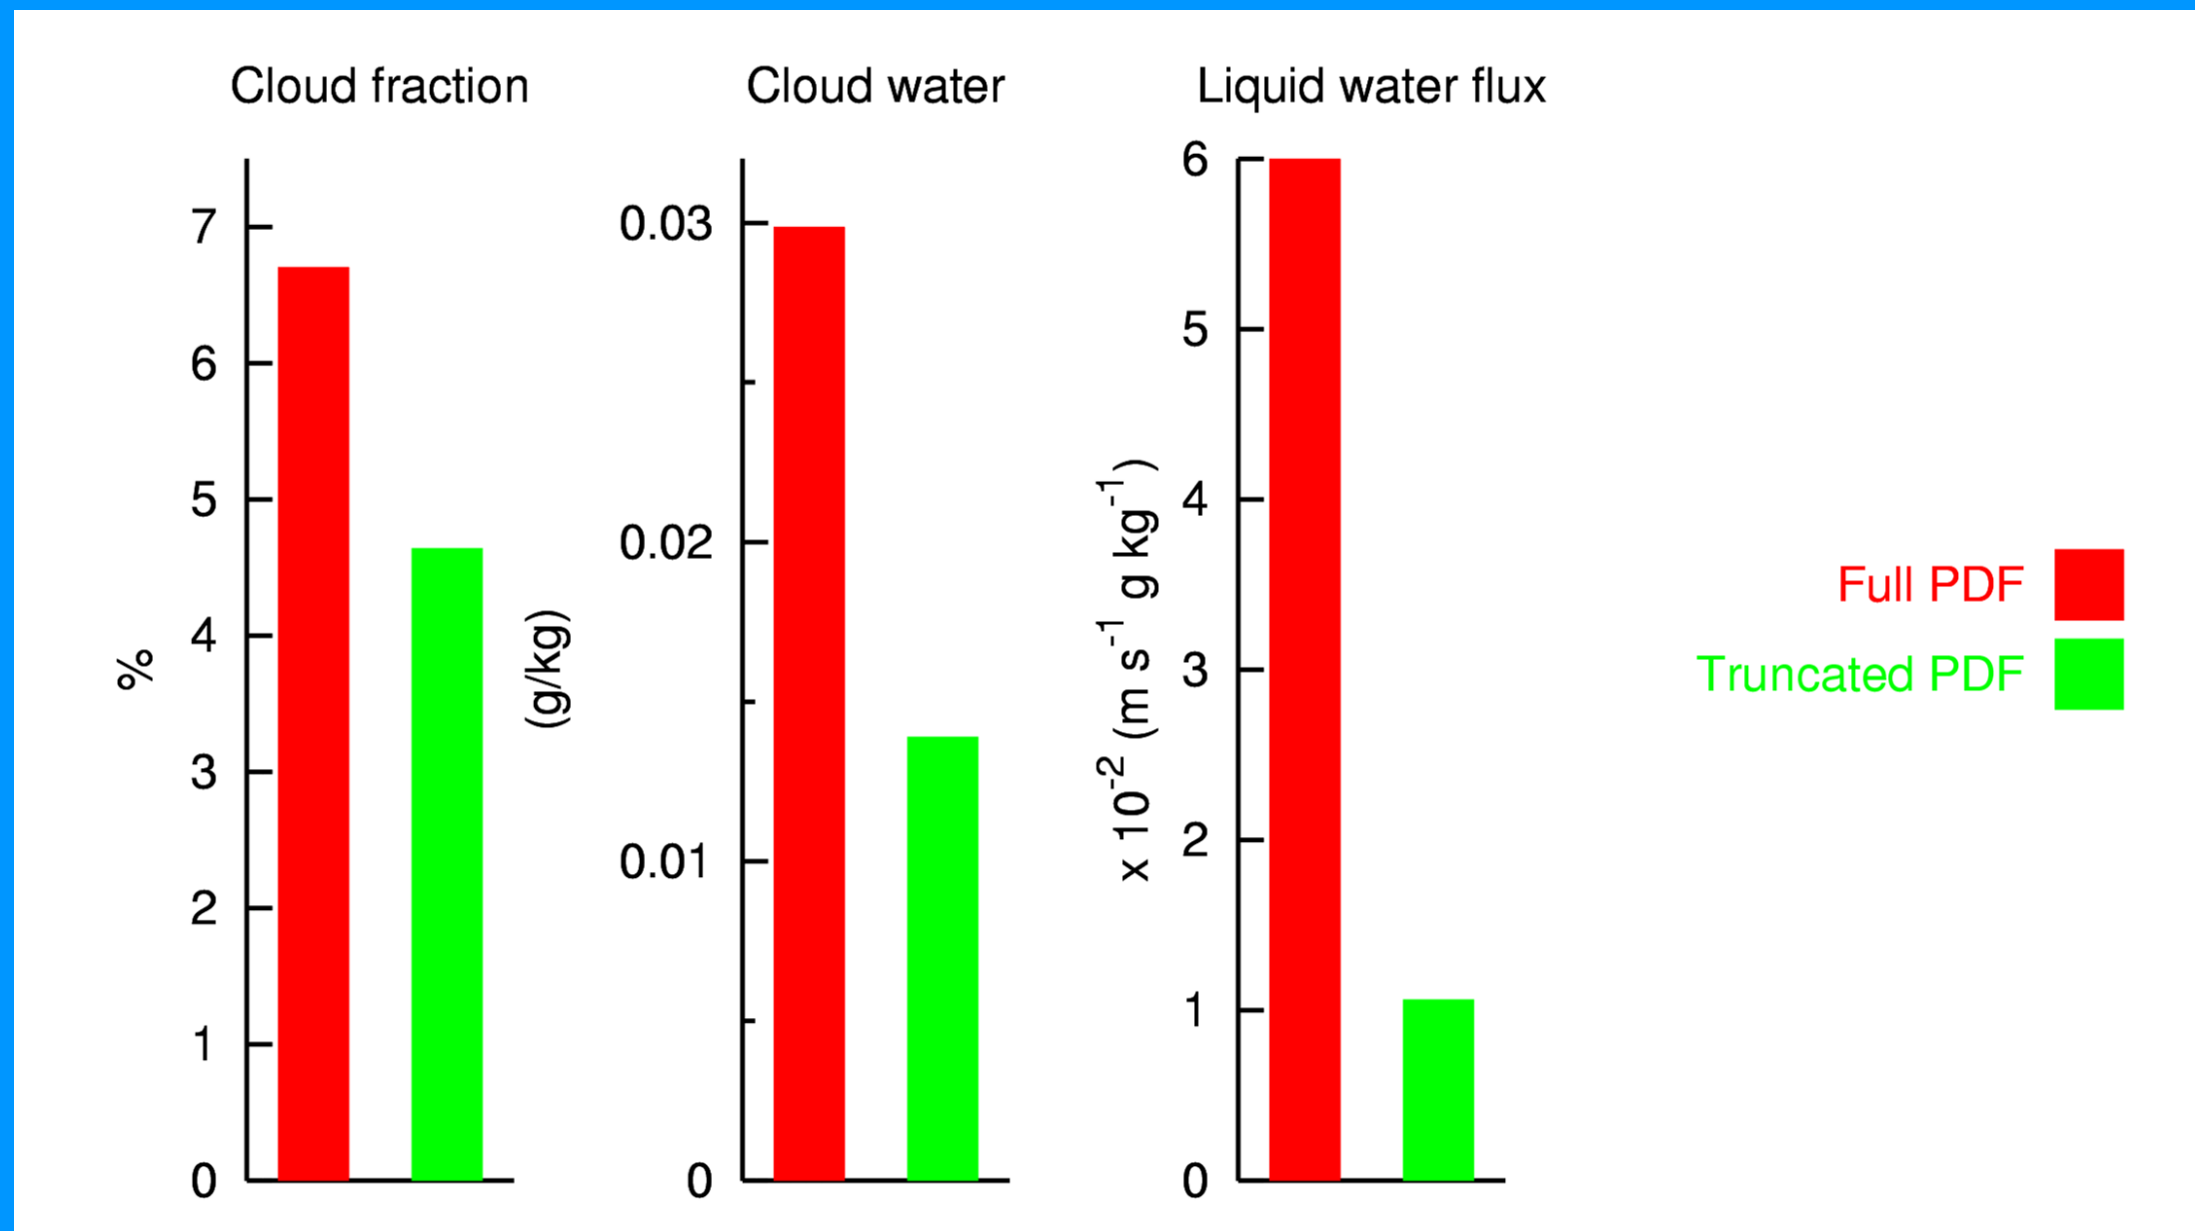 Cloud fraction
7
6
5
4
3
2
1
0
%
Cloud water
0.03
0.02
0.01
0
(g/kg)
Liquid water flux
6
5
4
3
2
1
0
x 10⁻² (m s⁻¹ g kg⁻¹)
Full PDF
Truncated PDF